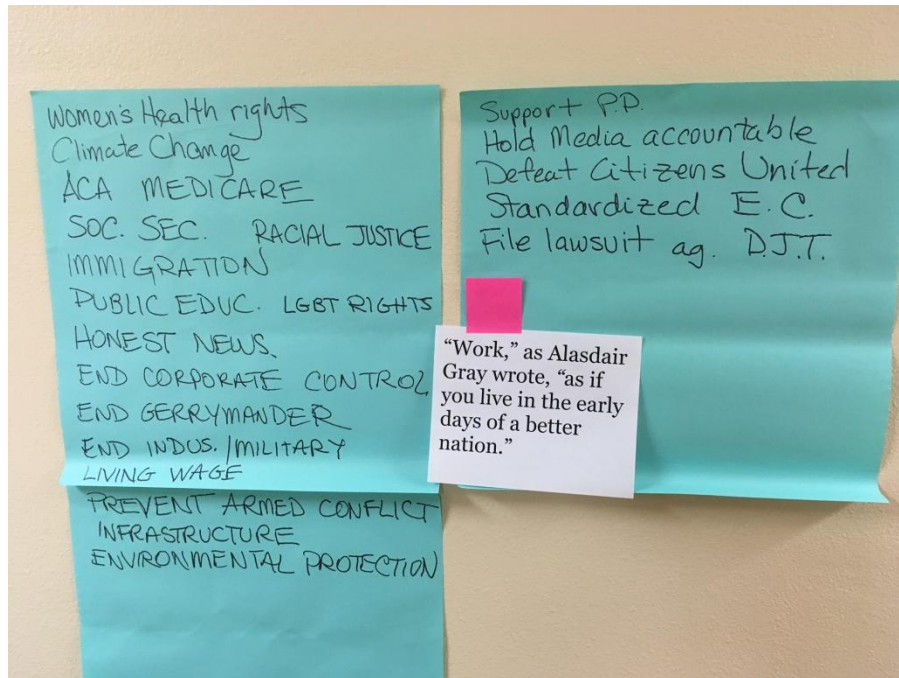 Women's Health rights
Climate Change
ACA MEDICARE
SOC. SEC. RACIAL JUSTICE
IMMIGRATION
PUBLIC EDUC. LGBT RIGHTS
HONEST NEWS.
END CORPORATE CONTROL
END GERRYMANDER
END INDUS./MILITARY
LIVING WAGE
PREVENT ARMED CONFLICT
INFRASTRUCTURE
ENVIRONMENTAL PROTECTION
Support P.P.
Hold Media accountable
Defeat Citizens United
Standardized E.C.
File lawsuit ag. D.J.T.
“Work,” as Alasdair
Gray wrote, “as if
you live in the early
days of a better
nation.”